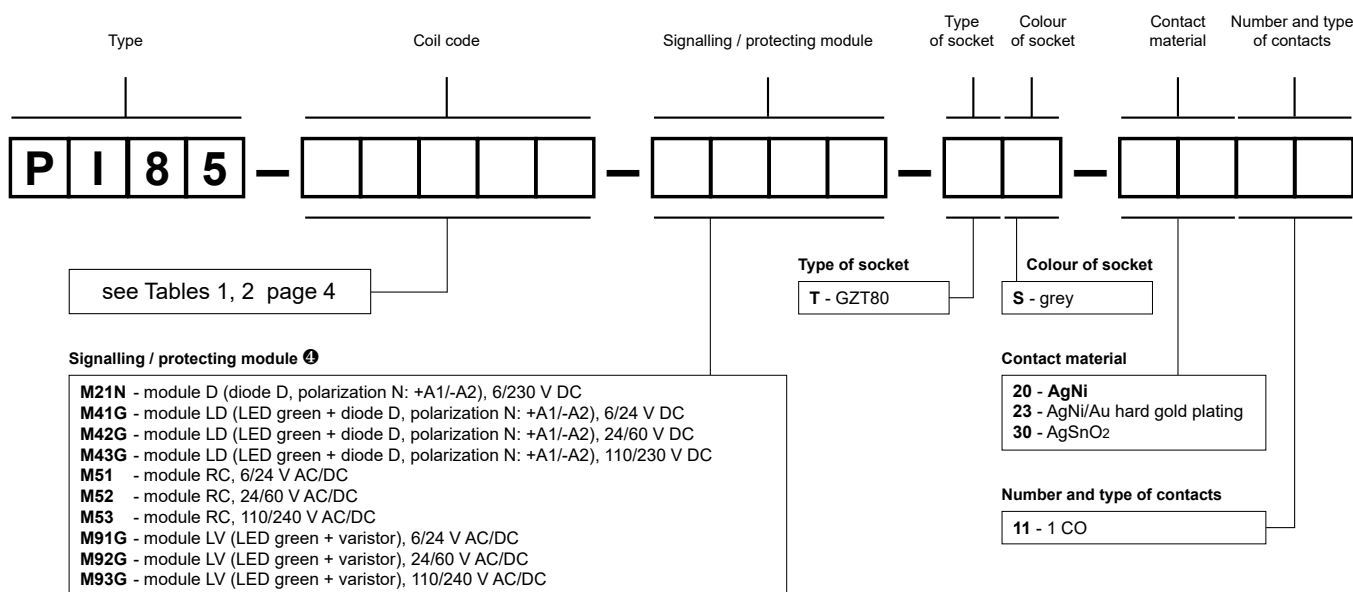 Type
Coil code
Signalling / protecting module
Type
of socket
Colour
of socket
Contact
material
Number and type
of contacts
P I 8 5 – – – –
see Tables 1, 2 page 4
Type of socket
T - GZT80
Colour of socket
S - grey
Signalling / protecting module ❹
M21N - module D (diode D, polarization N: +A1/-A2), 6/230 V DC
M41G - module LD (LED green + diode D, polarization N: +A1/-A2), 6/24 V DC
M42G - module LD (LED green + diode D, polarization N: +A1/-A2), 24/60 V DC
M43G - module LD (LED green + diode D, polarization N: +A1/-A2), 110/230 V DC
M51 - module RC, 6/24 V AC/DC
M52 - module RC, 24/60 V AC/DC
M53 - module RC, 110/240 V AC/DC
M91G - module LV (LED green + varistor), 6/24 V AC/DC
M92G - module LV (LED green + varistor), 24/60 V AC/DC
M93G - module LV (LED green + varistor), 110/240 V AC/DC
Contact material
20 - AgNi
23 - AgNi/Au hard gold plating
30 - AgSnO2
Number and type of contacts
11 - 1 CO